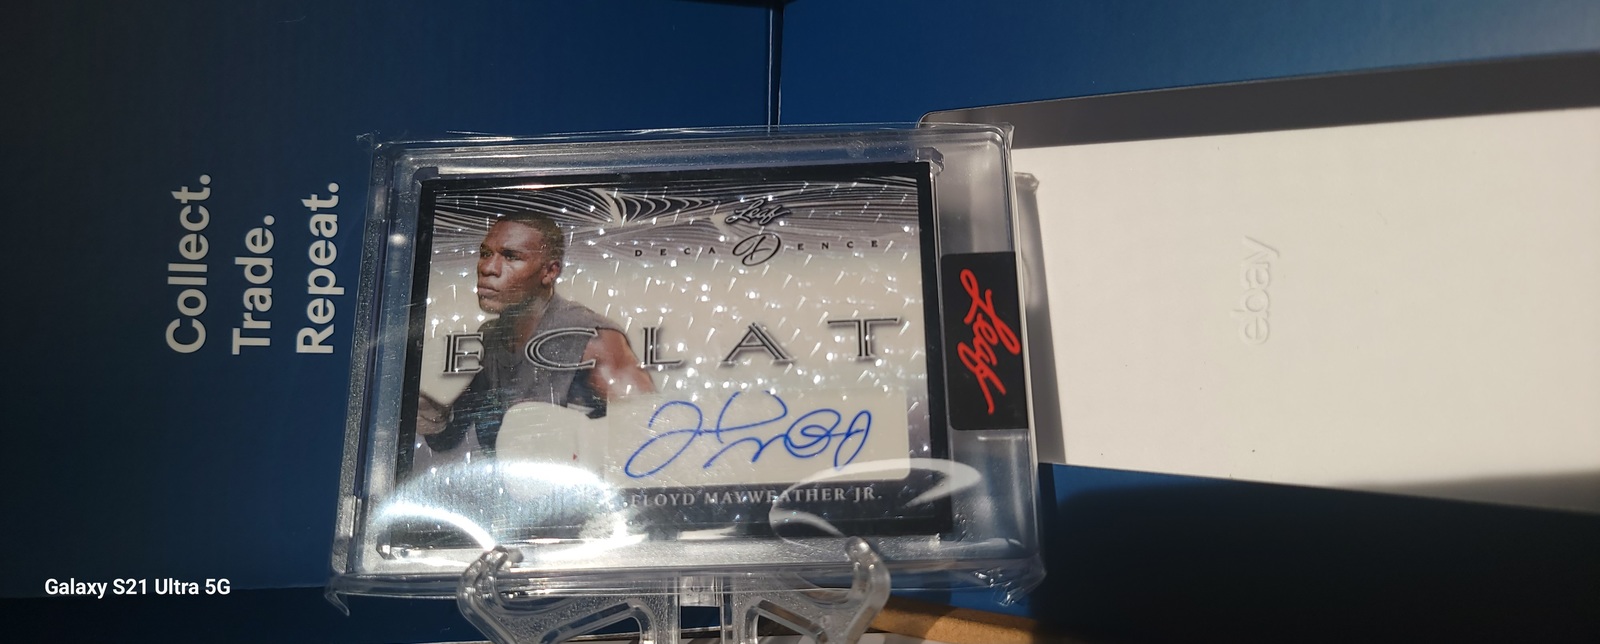 Collect.
Trade.
Repeat.
Leaf
DECADENCE
ECLAT
FLOYD MAYWEATHER JR.
Leaf
ebay
Galaxy S21 Ultra 5G